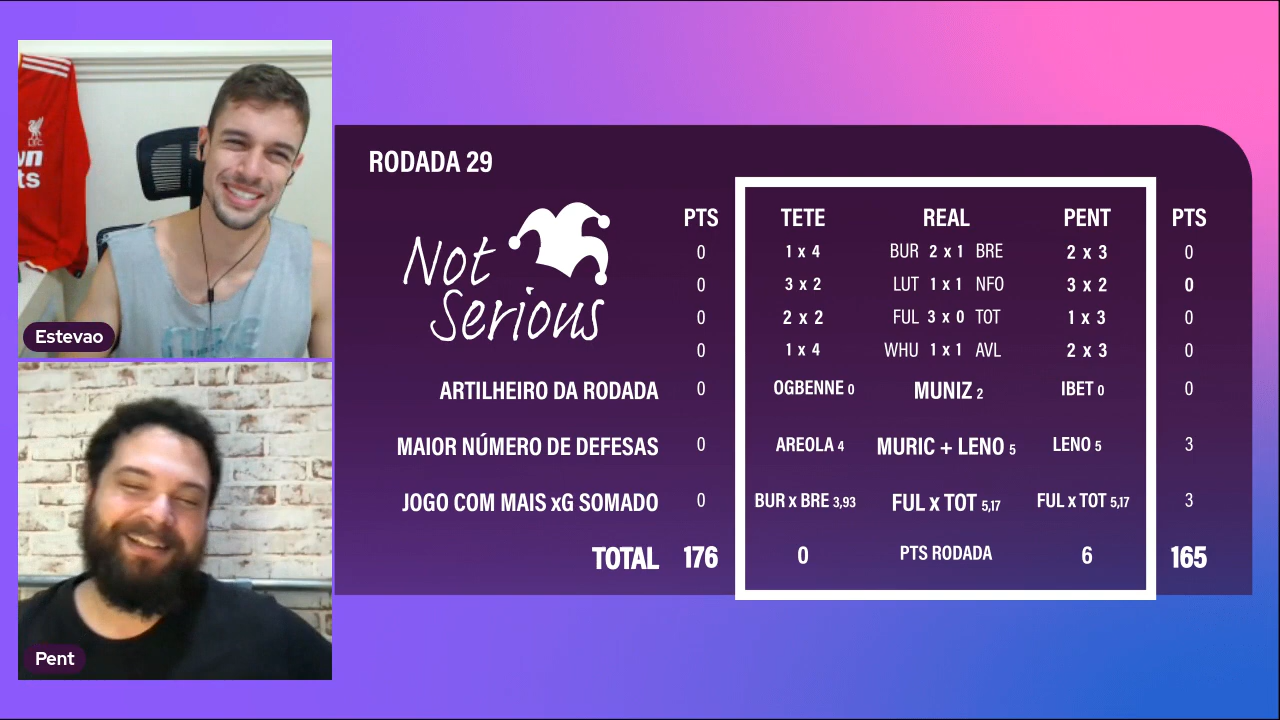 RODADA 29
Not
Serious
PTS TETE REAL PENT PTS
0 1 x 4 BUR 2 x 1 BRE 2 x 3 0
0 3 x 2 LUT 1 x 1 NFO 3 x 2 0
0 2 x 2 FUL 3 x 0 TOT 1 x 3 0
0 1 x 4 WHU 1 x 1 AVL 2 x 3 0
ARTILHEIRO DA RODADA 0 OGBENNE 0 MUNIZ 2 IBET 0 0
MAIOR NÚMERO DE DEFESAS 0 AREOLA 4 MURIC + LENO 5 LENO 5 3
JOGO COM MAIS xG SOMADO 0 BUR x BRE 3,93 FUL x TOT 5,17 FUL x TOT 5,17 3
TOTAL 176 0 PTS RODADA 6 165
Estevao
Pent